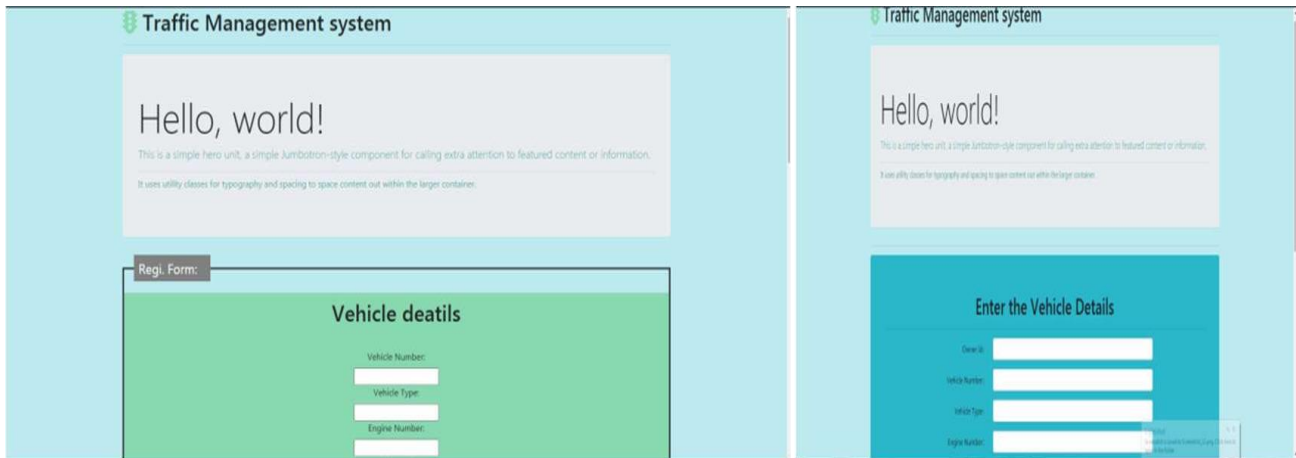 Traffic Management system
Hello, world!
This is a simple hero unit, a simple Jumbotron-style component for calling extra attention to featured content or information.
It uses utility classes for typography and spacing to space content out within the larger container.
Regi. Form:
Vehicle deatils
Vehicle Number:
Vehicle Type:
Engine Number:
Traffic Management system
Hello, world!
This is a simple hero unit, a simple Jumbotron-style component for calling extra attention to featured content or information.
It uses utility classes for typography and spacing to space content out within the larger container.
Enter the Vehicle Details
Owner Id:
Vehicle Number:
Vehicle Type:
Engine Number: